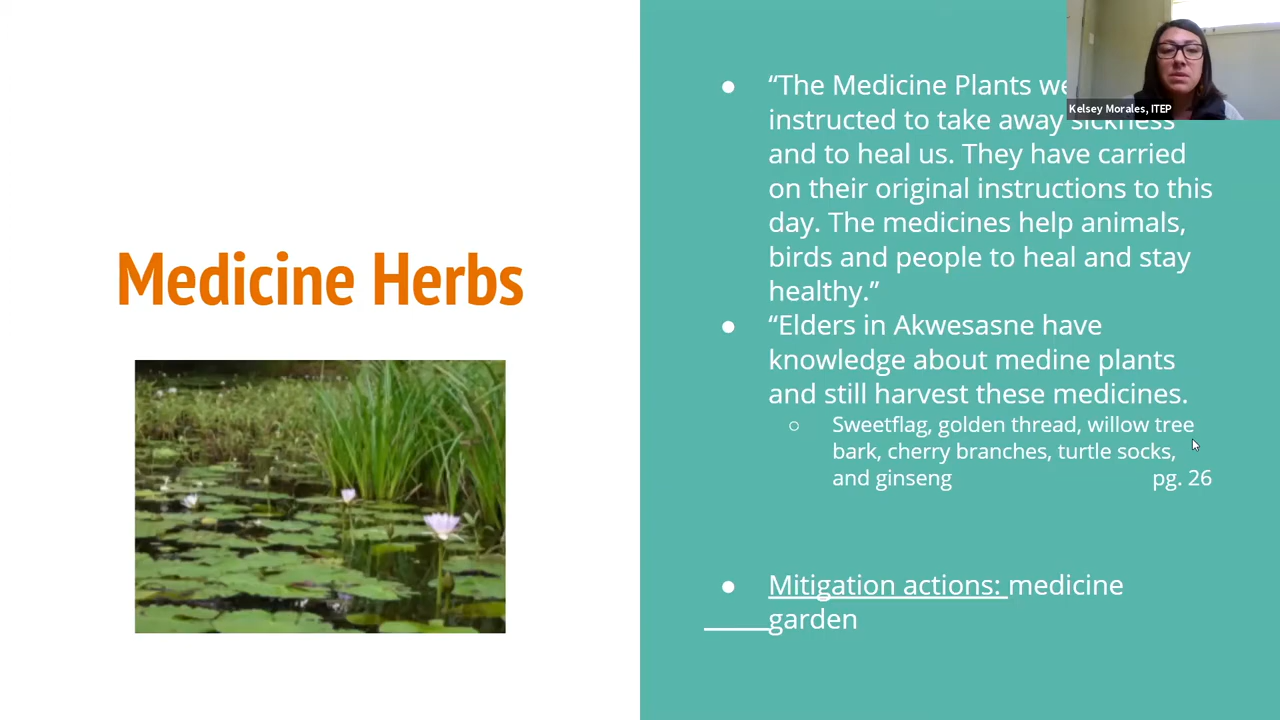 Medicine Herbs
● “The Medicine Plants we
instructed to take away sickness
and to heal us. They have carried
on their original instructions to this
day. The medicines help animals,
birds and people to heal and stay
healthy.”
● “Elders in Akwesasne have
knowledge about medine plants
and still harvest these medicines.
○ Sweetflag, golden thread, willow tree
bark, cherry branches, turtle socks,
and ginseng pg. 26
● Mitigation actions: medicine
garden
Kelsey Morales, ITEP